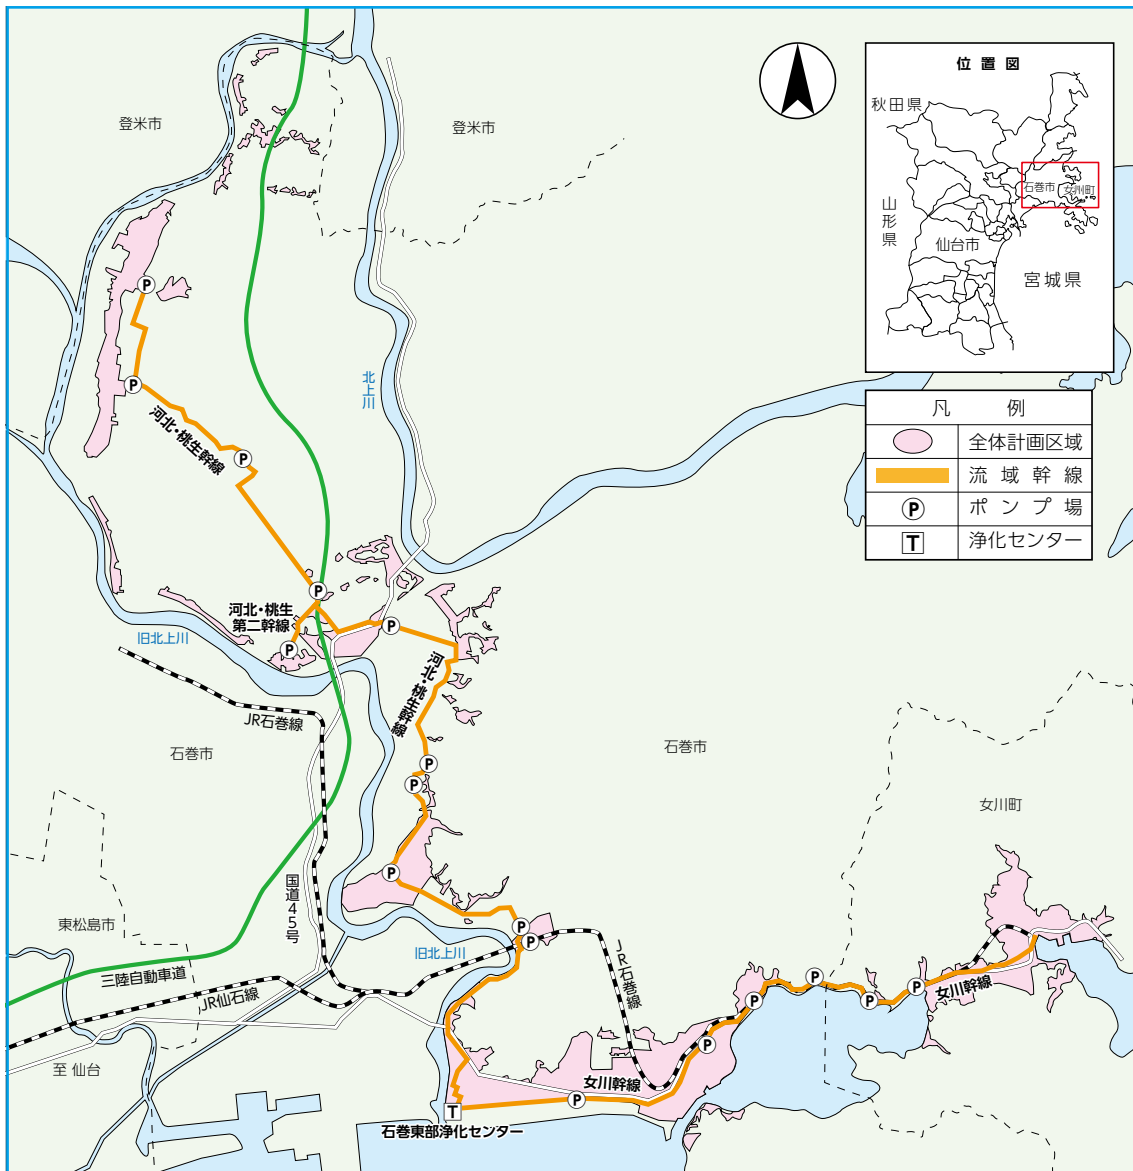 登米市
登米市
位置図
秋田県
山形県
石巻市
女川町
仙台市
宮城県
凡例
全体計画区域
流域幹線
P
ポンプ場
T
浄化センター
P
P
河北・桃生幹線
P
北上川
P
河北・桃生
第二幹線
P
P
旧北上川
河北・桃生幹線
JR石巻線
石巻市
石巻市
P
P
女川町
P
国道45号
東松島市
旧北上川
P
P
JR石巻線
三陸自動車道
JR仙石線
P
P
P
P
女川幹線
P
至 仙台
女川幹線
P
T
石巻東部浄化センター